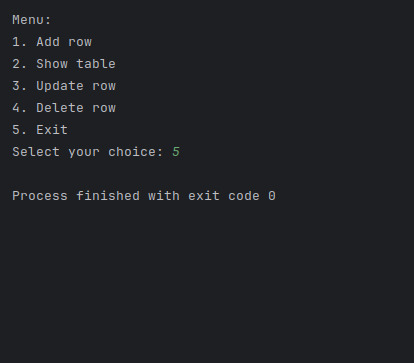 Menu:
1. Add row
2. Show table
3. Update row
4. Delete row
5. Exit
Select your choice: 5
Process finished with exit code 0